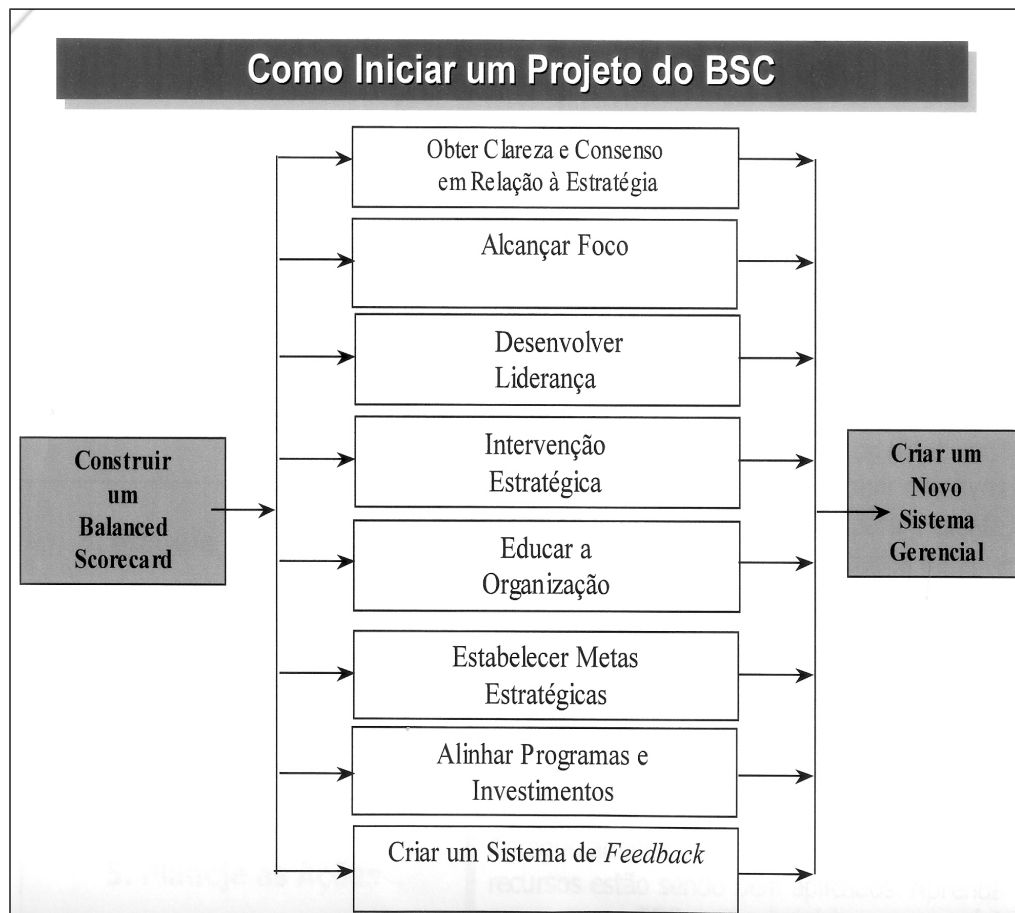 Como Iniciar um Projeto do BSC
Obter Clareza e Consenso
em Relação à Estratégia
Alcançar Foco
Desenvolver
Liderança
Intervenção
Estratégica
Construir
um
Balanced
Scorecard
Criar um
Novo
Sistema
Gerencial
Educar a
Organização
Estabelecer Metas
Estratégicas
Alinhar Programas e
Investimentos
Criar um Sistema de Feedback